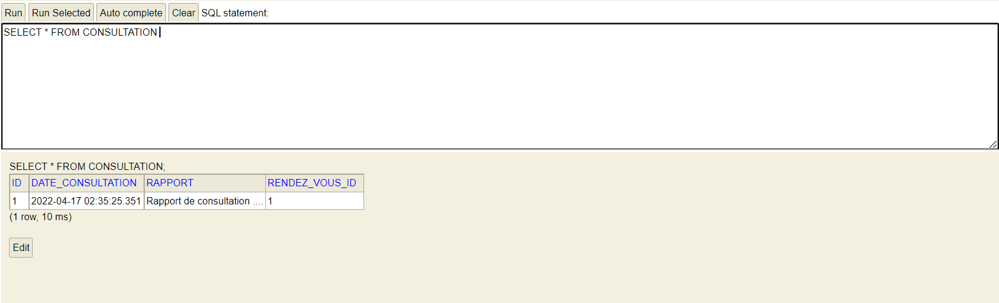 Run Run Selected Auto complete Clear SQL statement:
SELECT * FROM CONSULTATION
SELECT * FROM CONSULTATION;
ID DATE_CONSULTATION RAPPORT RENDEZ_VOUS_ID
1 2022-04-17 02:35:25.351 Rapport de consultation .... 1
(1 row, 10 ms)
Edit